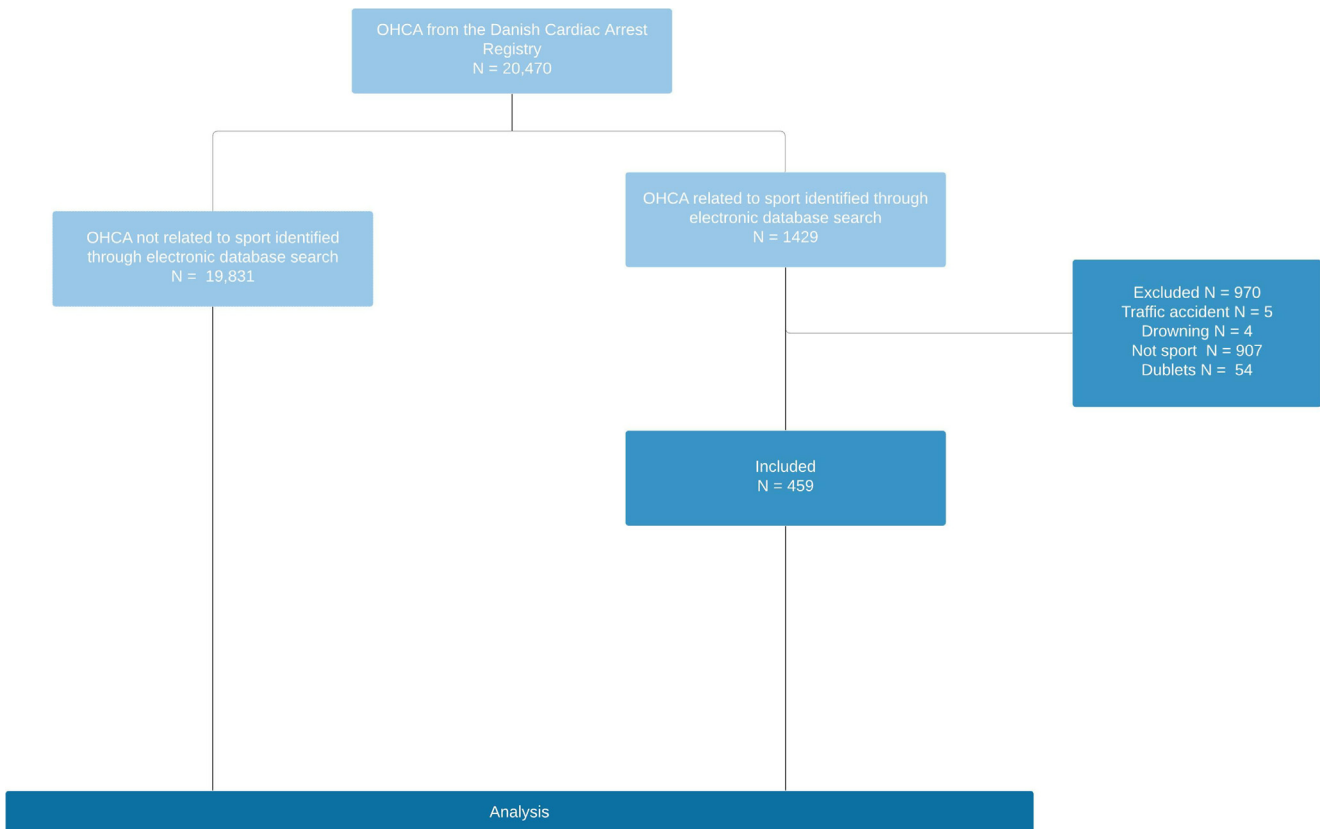 OHCA from the Danish Cardiac Arrest
Registry
N = 20,470
OHCA not related to sport identified
through electronic database search
N = 19,831
OHCA related to sport identified through
electronic database search
N = 1429
Excluded N = 970
Traffic accident N = 5
Drowning N = 4
Not sport N = 907
Dublets N = 54
Included
N = 459
Analysis